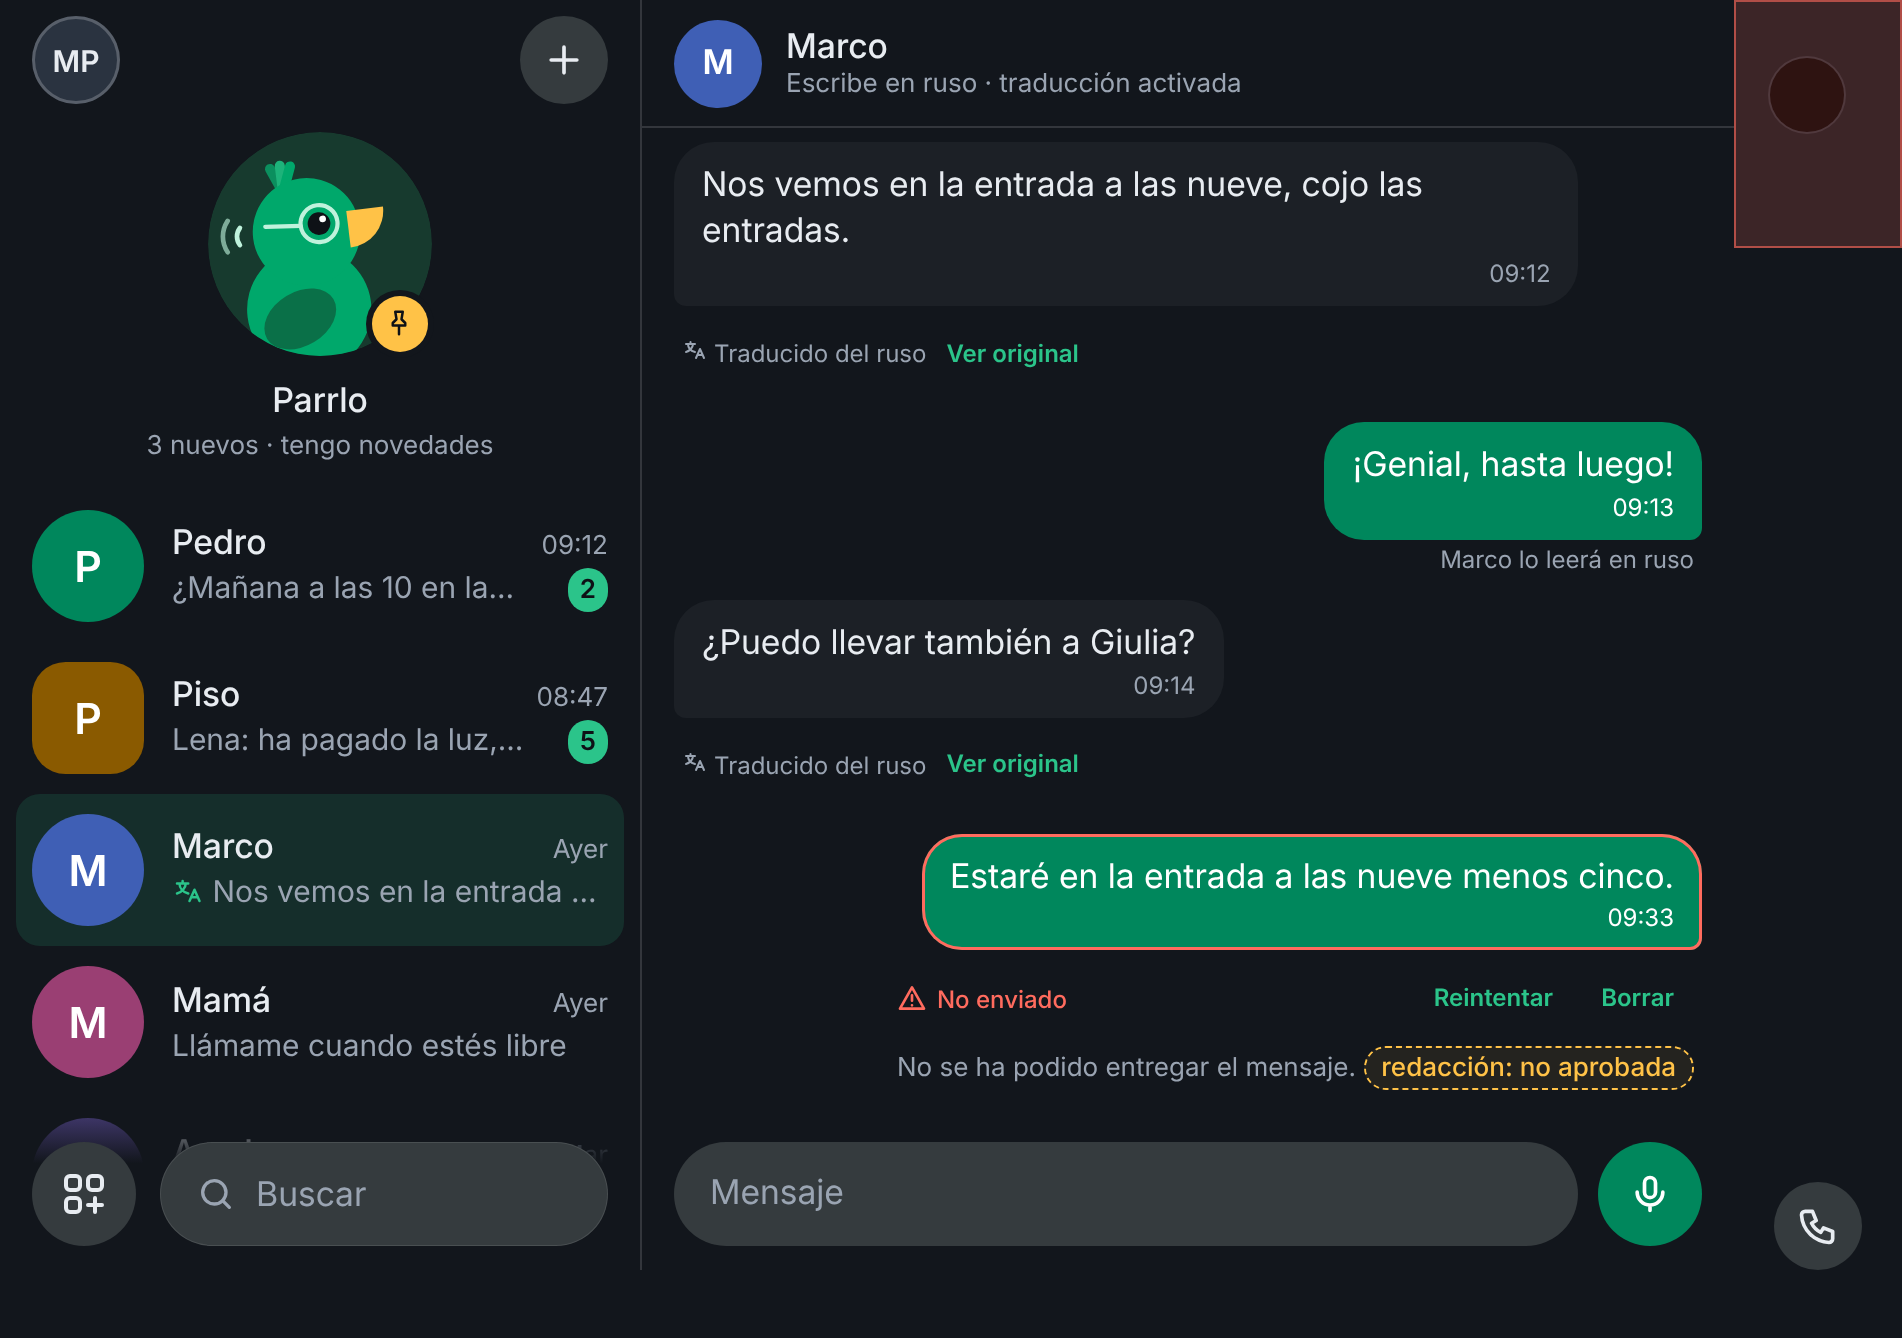 MP
Parrlo
3 nuevos · tengo novedades
P
Pedro
09:12
¿Mañana a las 10 en la...
2
P
Piso
08:47
Lena: ha pagado la luz,...
5
M
Marco
Ayer
Nos vemos en la entrada ...
M
Mamá
Ayer
Llámame cuando estés libre
Buscar
M
Marco
Escribe en ruso · traducción activada
Nos vemos en la entrada a las nueve, cojo las
entradas.
09:12
Traducido del ruso Ver original
¡Genial, hasta luego!
09:13
Marco lo leerá en ruso
¿Puedo llevar también a Giulia?
09:14
Traducido del ruso Ver original
Estaré en la entrada a las nueve menos cinco.
09:33
No enviado Reintentar Borrar
No se ha podido entregar el mensaje. redacción: no aprobada
Mensaje